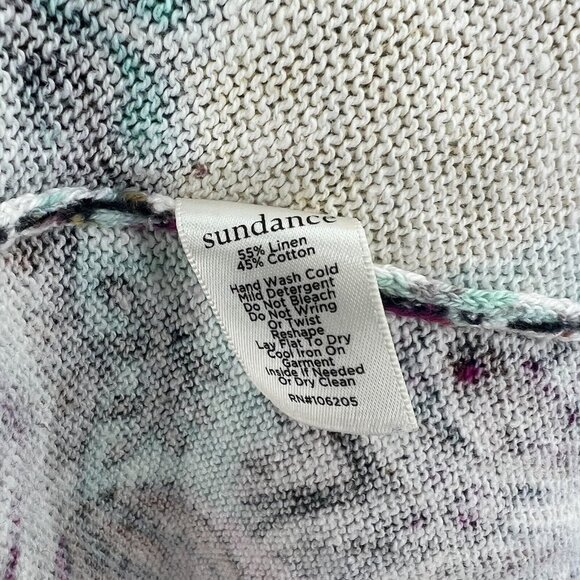 sundance
55% Linen
45% Cotton
Hand Wash Cold
Mild Detergent
Do Not Bleach
Do Not Wring
Or Twist
Reshape
Lay Flat To Dry
Cool Iron On
Garment
Inside If Needed
Or Dry Clean
RN#106205